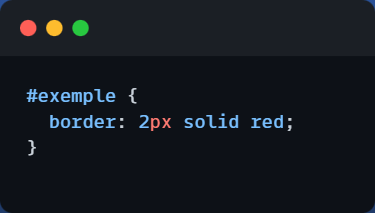 #exemple {
  border: 2px solid red;
}